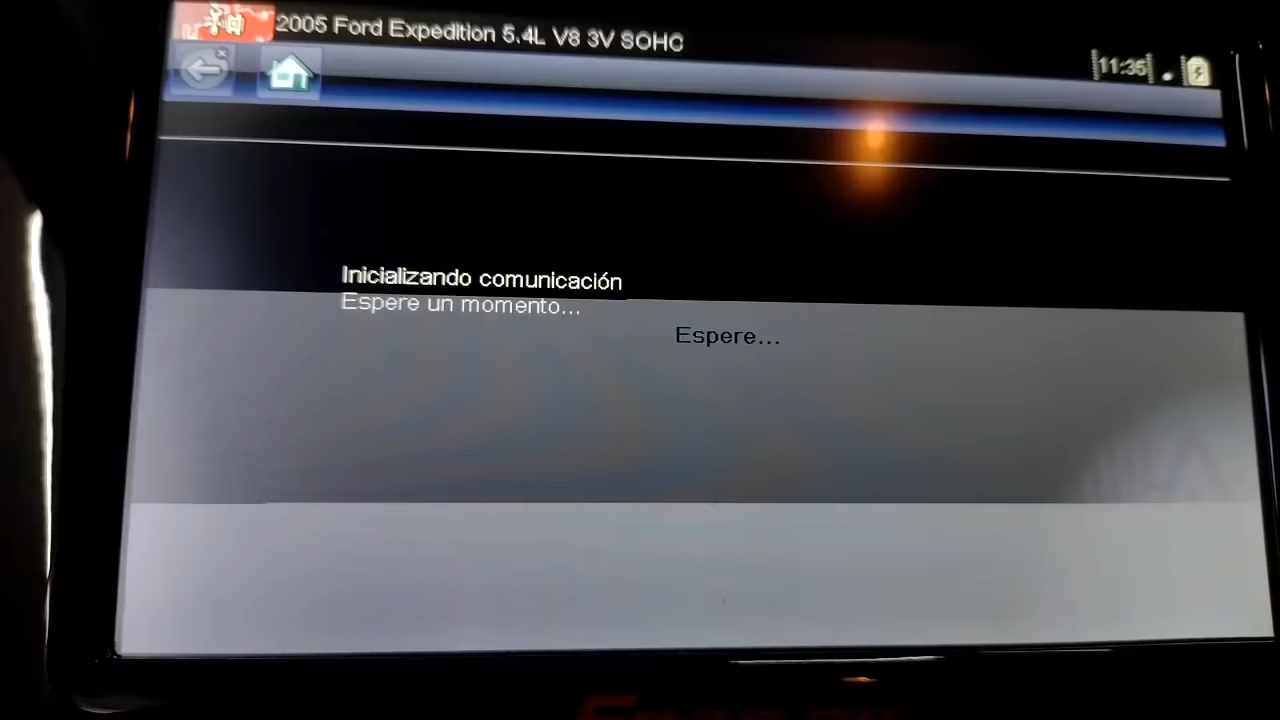 2005 Ford Expedition 5.4L V8 3V SOHC
11:35
Inicializando comunicación
Espere un momento...
Espere...